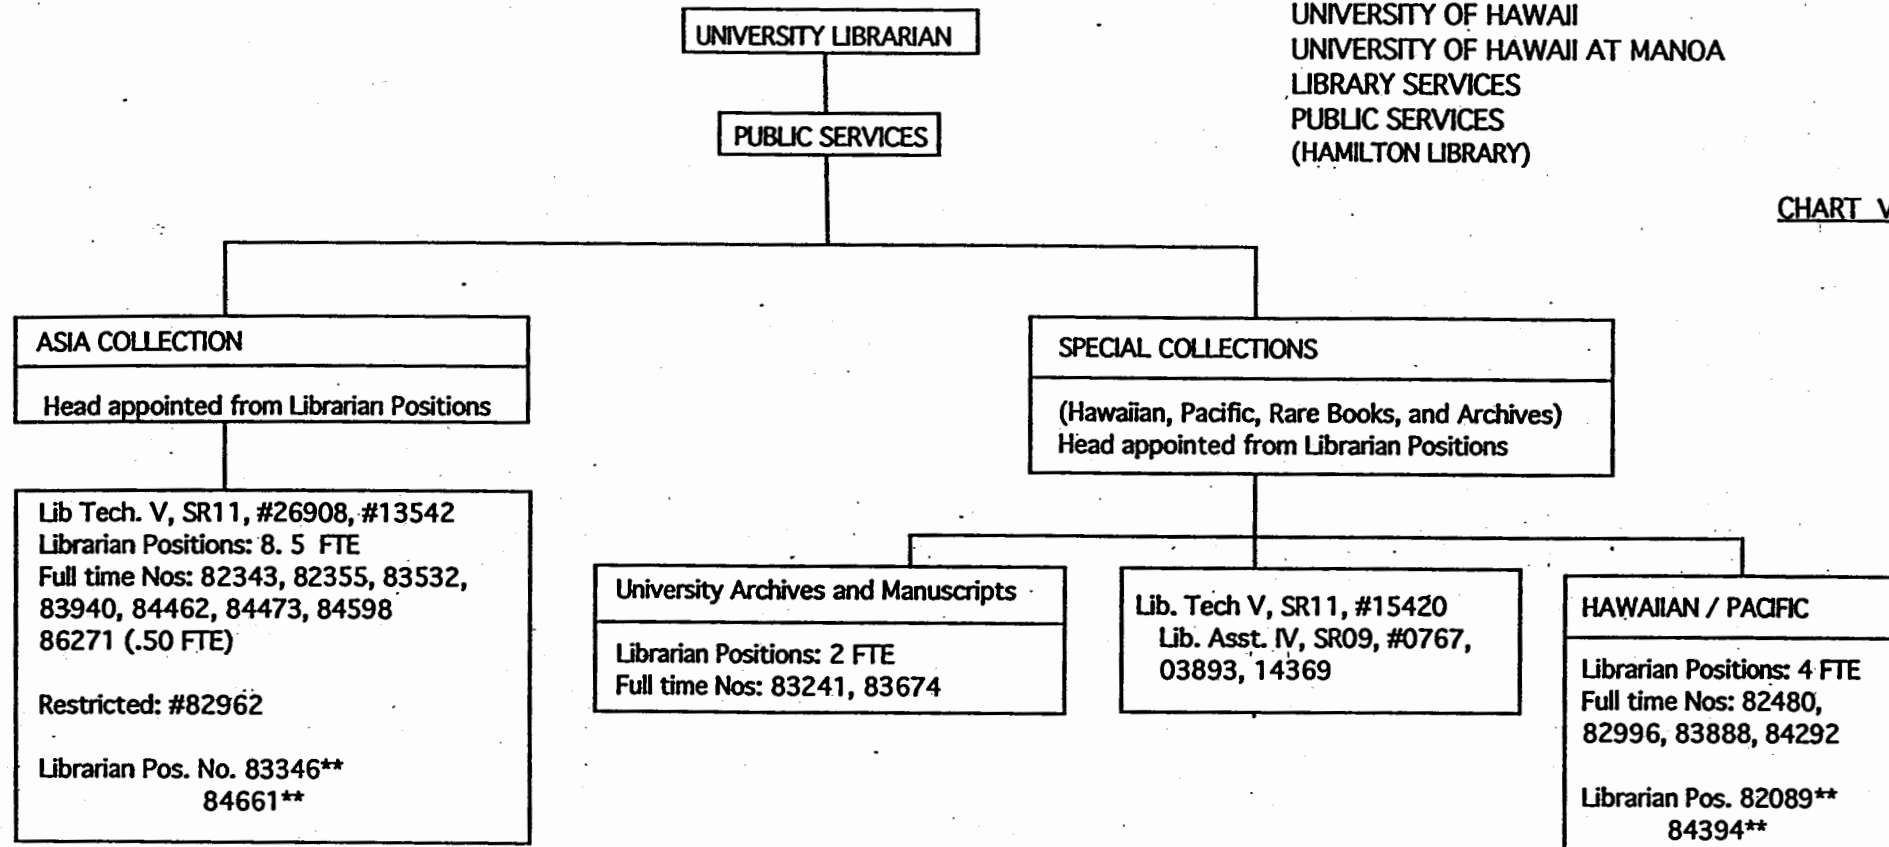 UNIVERSITY LIBRARIAN
PUBLIC SERVICES
UNIVERSITY OF HAWAII
UNIVERSITY OF HAWAII AT MANOA
LIBRARY SERVICES
PUBLIC SERVICES
(HAMILTON LIBRARY)
CHART V
ASIA COLLECTION
Head appointed from Librarian Positions
Lib Tech. V, SR11, #26908, #13542
Librarian Positions: 8. 5 FTE
Full time Nos: 82343, 82355, 83532,
83940, 84462, 84473, 84598
86271 (.50 FTE)
Restricted: #82962
Librarian Pos. No. 83346**
84661**
SPECIAL COLLECTIONS
(Hawaiian, Pacific, Rare Books, and Archives)
Head appointed from Librarian Positions
University Archives and Manuscripts
Librarian Positions: 2 FTE
Full time Nos: 83241, 83674
Lib. Tech V, SR11, #15420
Lib. Asst. IV, SR09, #0767,
03893, 14369
HAWAIIAN / PACIFIC
Librarian Positions: 4 FTE
Full time Nos: 82480,
82996, 83888, 84292
Librarian Pos. 82089**
84394**